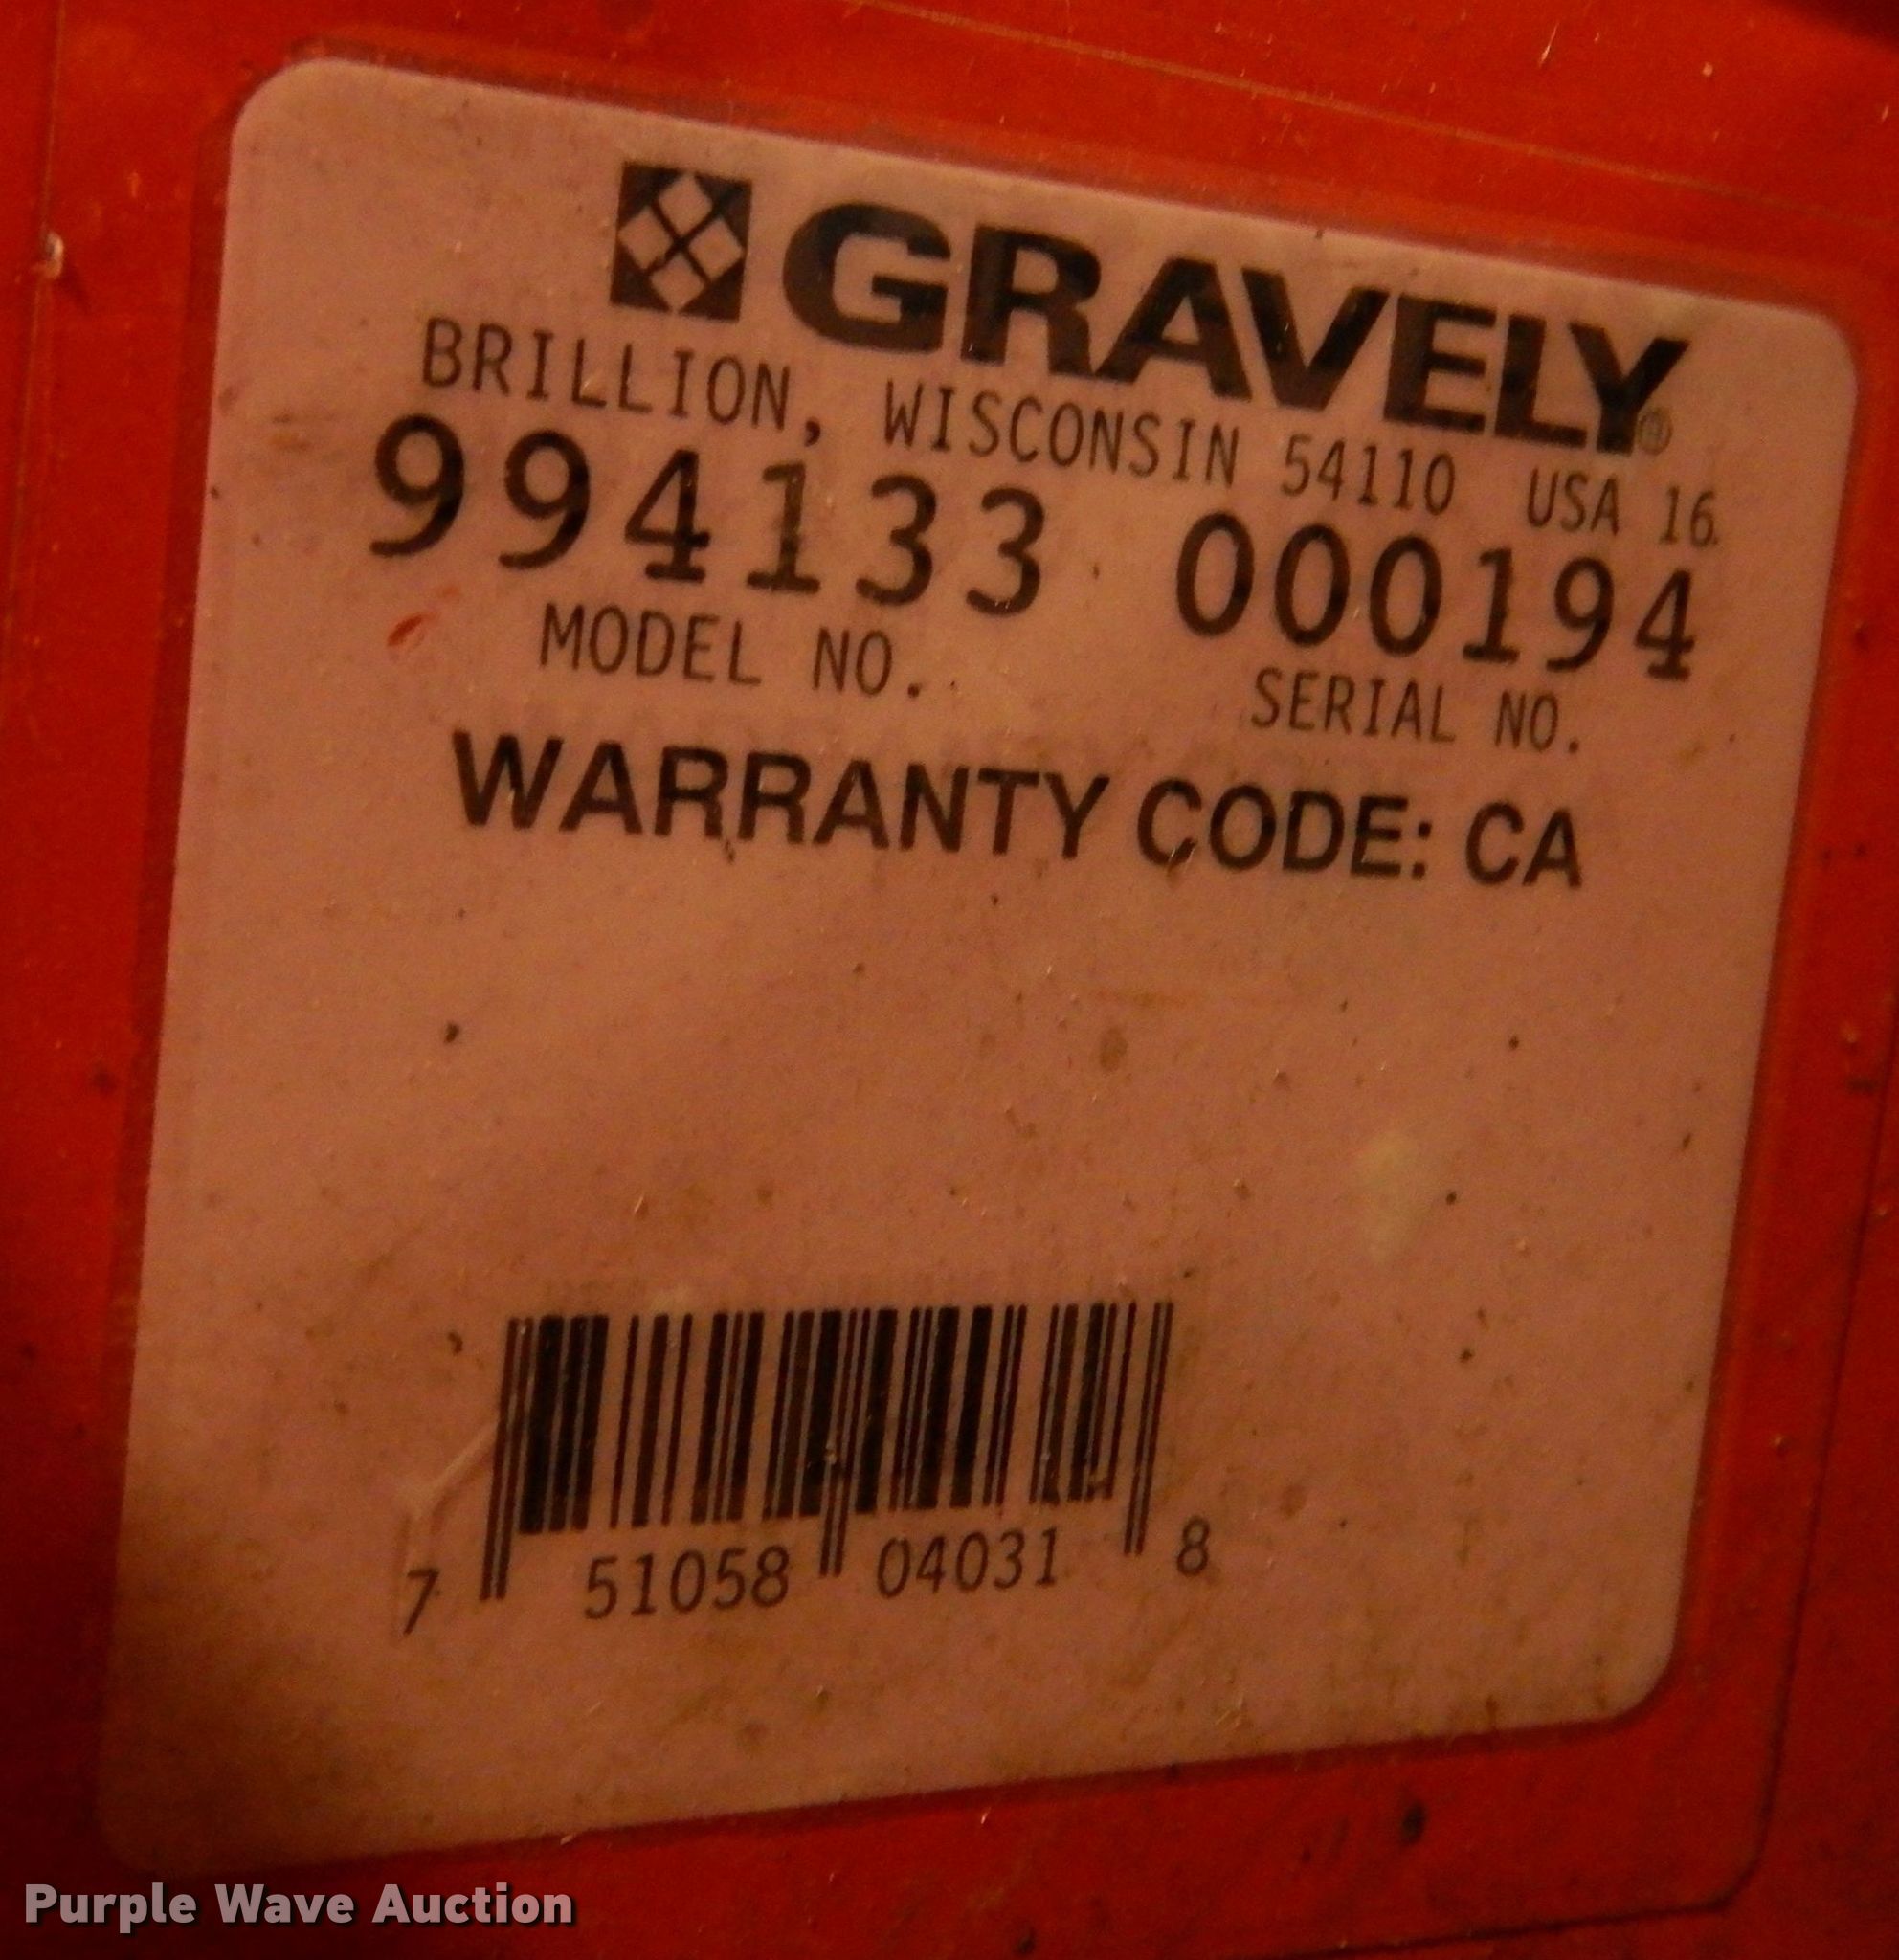 GRAVELY®
BRILLION, WISCONSIN 54110 USA 16
994133 000194
MODEL NO. SERIAL NO.
WARRANTY CODE: CA
7 51058 04031 8
Purple Wave Auction